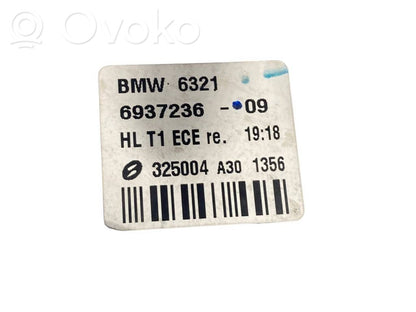 Ovoko
BMW 6321
6937236 - 09
HL T1 ECE re. 19:18
325004 A30 1356